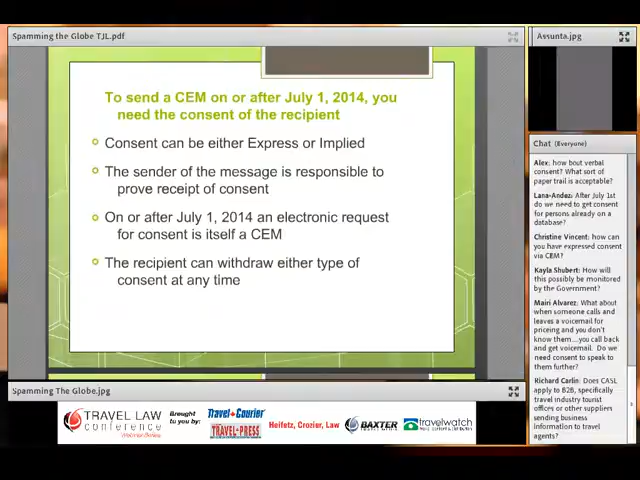 Spamming the Globe TJL.pdf
Assunta.jpg
To send a CEM on or after July 1, 2014, you
need the consent of the recipient
Consent can be either Express or Implied
The sender of the message is responsible to
prove receipt of consent
On or after July 1, 2014 an electronic request
for consent is itself a CEM
The recipient can withdraw either type of
consent at any time
Chat (Everyone)
Alex: how bout verbal
consent? What sort of
paper trail is acceptable?
Lana-Andez: After July 1st
do we need to get consent
for persons already on a
database?
Christine Vincent: how can
you have expressed consent
via CEM?
Kayla Shubert: How will
this possibly be monitored
by the Government?
Mairi Alvarez: What about
when someone calls and
leaves a voicemail for
priceing and you don't
know them....you call
back and get voicemail. Do
we need consent to speak to
them further?
Richard Carlin: Does CASL
apply to B2B, specifically
travel industry tourist
offices or other suppliers
sending business
information to travel
agents?
Spamming The Globe.jpg
TRAVEL LAW
conference
Webinar Series
Brought
to you by:
Travel Courier
TRAVEL PRESS
Heifetz, Crozier, Law
BAXTER
travelwatch